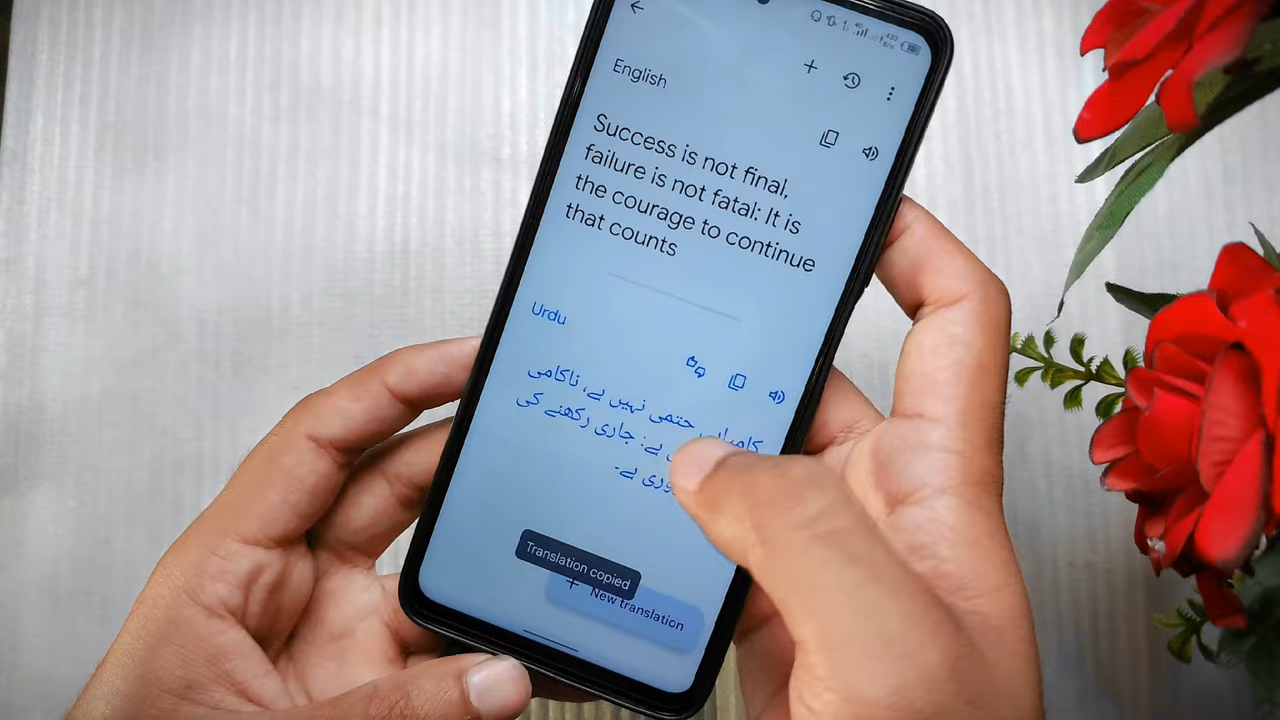 English
Success is not final,
failure is not fatal: It is
the courage to continue
that counts
Urdu
حتمی نہیں ہے، ناکامی
ہے: جاری رکھنے کی
ہے۔
Translation copied
New translation